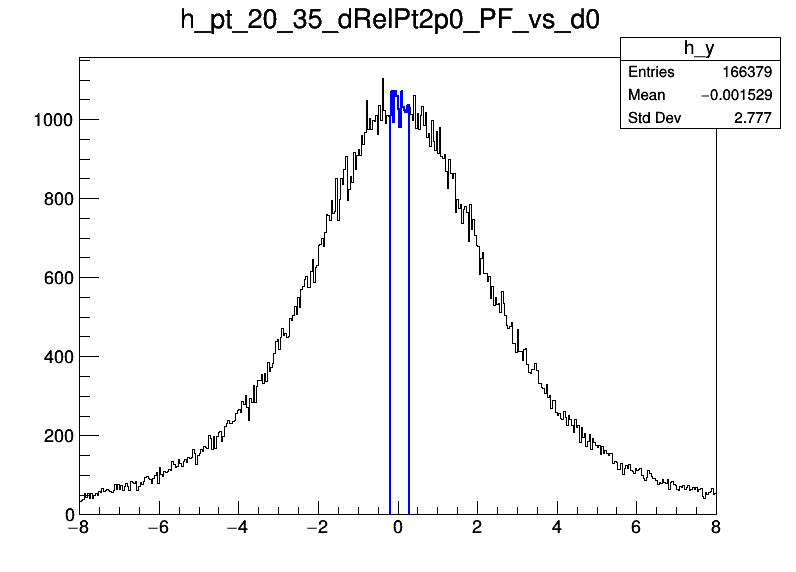 h_pt_20_35_dRelPt2p0_PF_vs_d0
h_y
Entries 166379
Mean −0.001529
Std Dev 2.777
1000
800
600
400
200
0
−8 −6 −4 −2 0 2 4 6 8